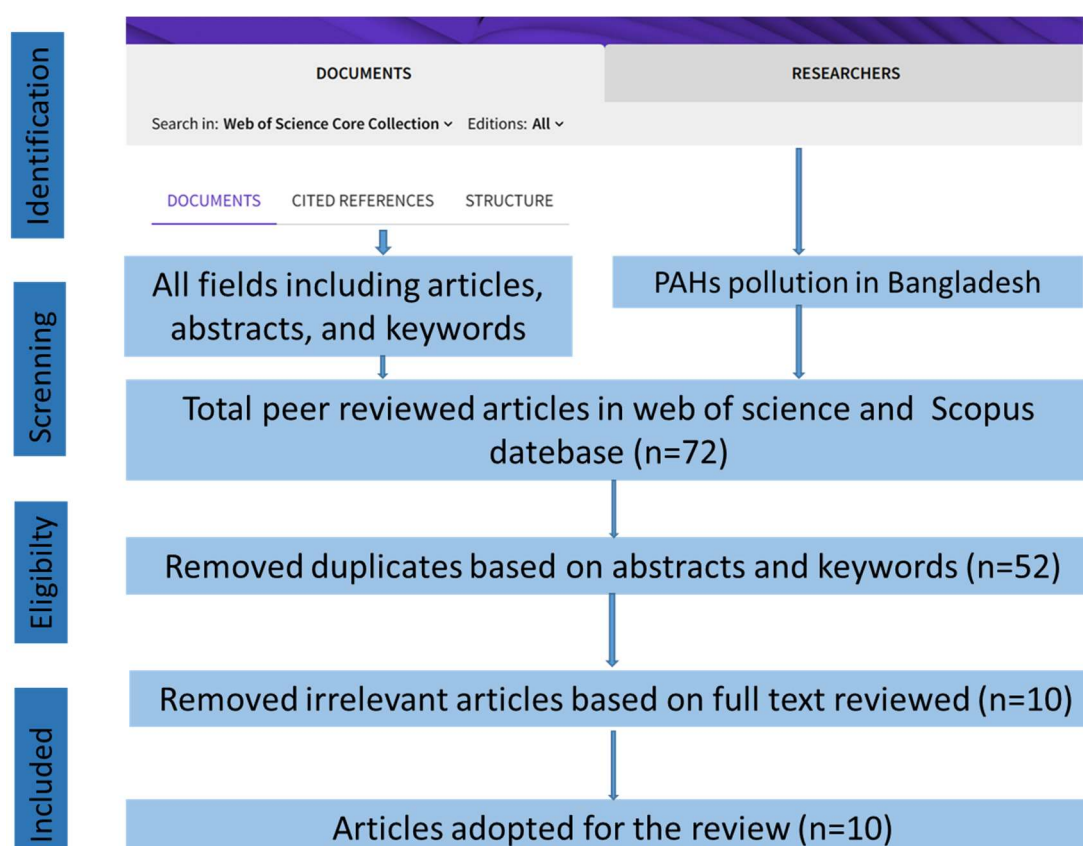 Identification
DOCUMENTS
RESEARCHERS
Search in: Web of Science Core Collection Editions: All
DOCUMENTS CITED REFERENCES STRUCTURE
All fields including articles,
abstracts, and keywords
PAHs pollution in Bangladesh
Screnning
Total peer reviewed articles in web of science and Scopus
datebase (n=72)
Eligibilty
Removed duplicates based on abstracts and keywords (n=52)
Removed irrelevant articles based on full text reviewed (n=10)
Included
Articles adopted for the review (n=10)